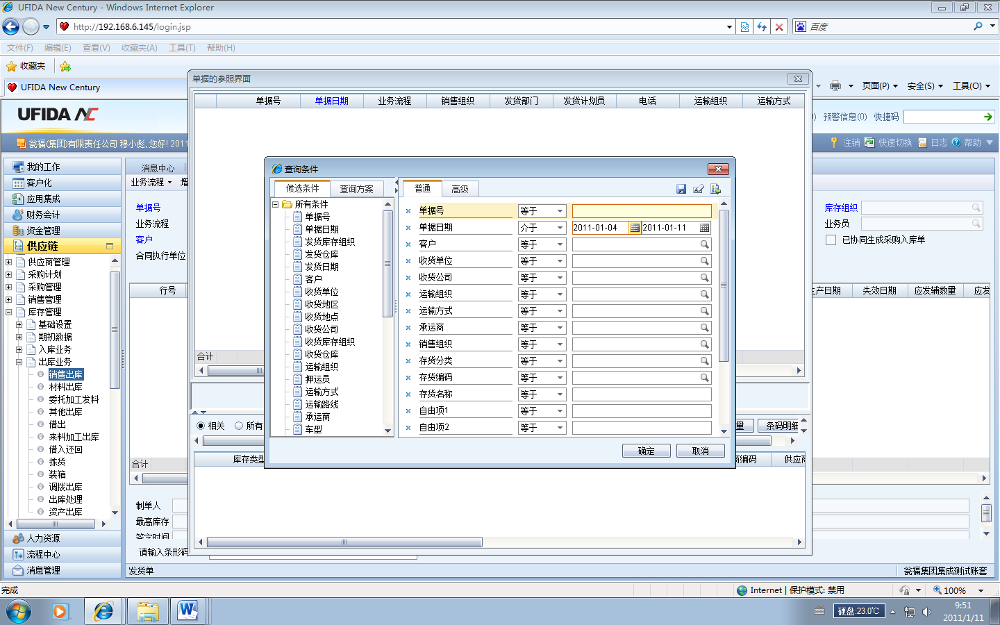 UFIDA New Century - Windows Internet Explorer
http://192.168.6.145/login.jsp
百度
文件(F) 编辑(E) 查看(V) 收藏夹(A) 工具(T) 帮助(H)
收藏夹
UFIDA New Century
页面(P) 安全(S) 工具(O)
UFIDA NC
预警信息(0) 快捷码
瓮福(集团)有限责任公司 穆小彪, 您好! 2011
注销 快速切换 日志 帮助
我的工作
客户化
应用集成
财务会计
资金管理
供应链
供应商管理
采购计划
采购管理
销售管理
库存管理
基础设置
期初数据
入库业务
出库业务
销售出库
材料出库
委托加工发料
其他出库
借出
来料加工出库
借入还回
拣货
装箱
调拨出库
出库处理
资产出库
人力资源
流程中心
消息管理
消息中心
业务流程
单据号
业务流程
客户
合同执行单位
行号
合计
制单人
最高库存
签字时间
请输入条形码
发货单
库存组织
业务员
已协同生成采购入库单
生产日期 失效日期 应发辅数量 应发
瓮福集团集成测试账套
单据的参照界面
单据号 单据日期 业务流程 销售组织 发货部门 发货计划员 电话 运输组织 运输方式
合计
相关 所有
量 条码明细
库存类型
编码 供应商
查询条件
候选条件 查询方案
所有条件
单据号
单据日期
发货库存组织
发货仓库
发货日期
客户
收货单位
收货地区
收货地点
收货公司
收货库存组织
收货仓库
运输组织
押运员
运输方式
运输路线
承运商
车型
普通 高级
单据号 等于
单据日期 介于 2011-01-04 2011-01-11
客户 等于
收货单位 等于
收货公司 等于
运输组织 等于
运输方式 等于
承运商 等于
销售组织 等于
存货分类 等于
存货编码 等于
存货名称 等于
自由项1 等于
自由项2 等于
确定 取消
完成
Internet | 保护模式: 禁用
100%
硬盘:23.0℃
9:51
2011/1/11